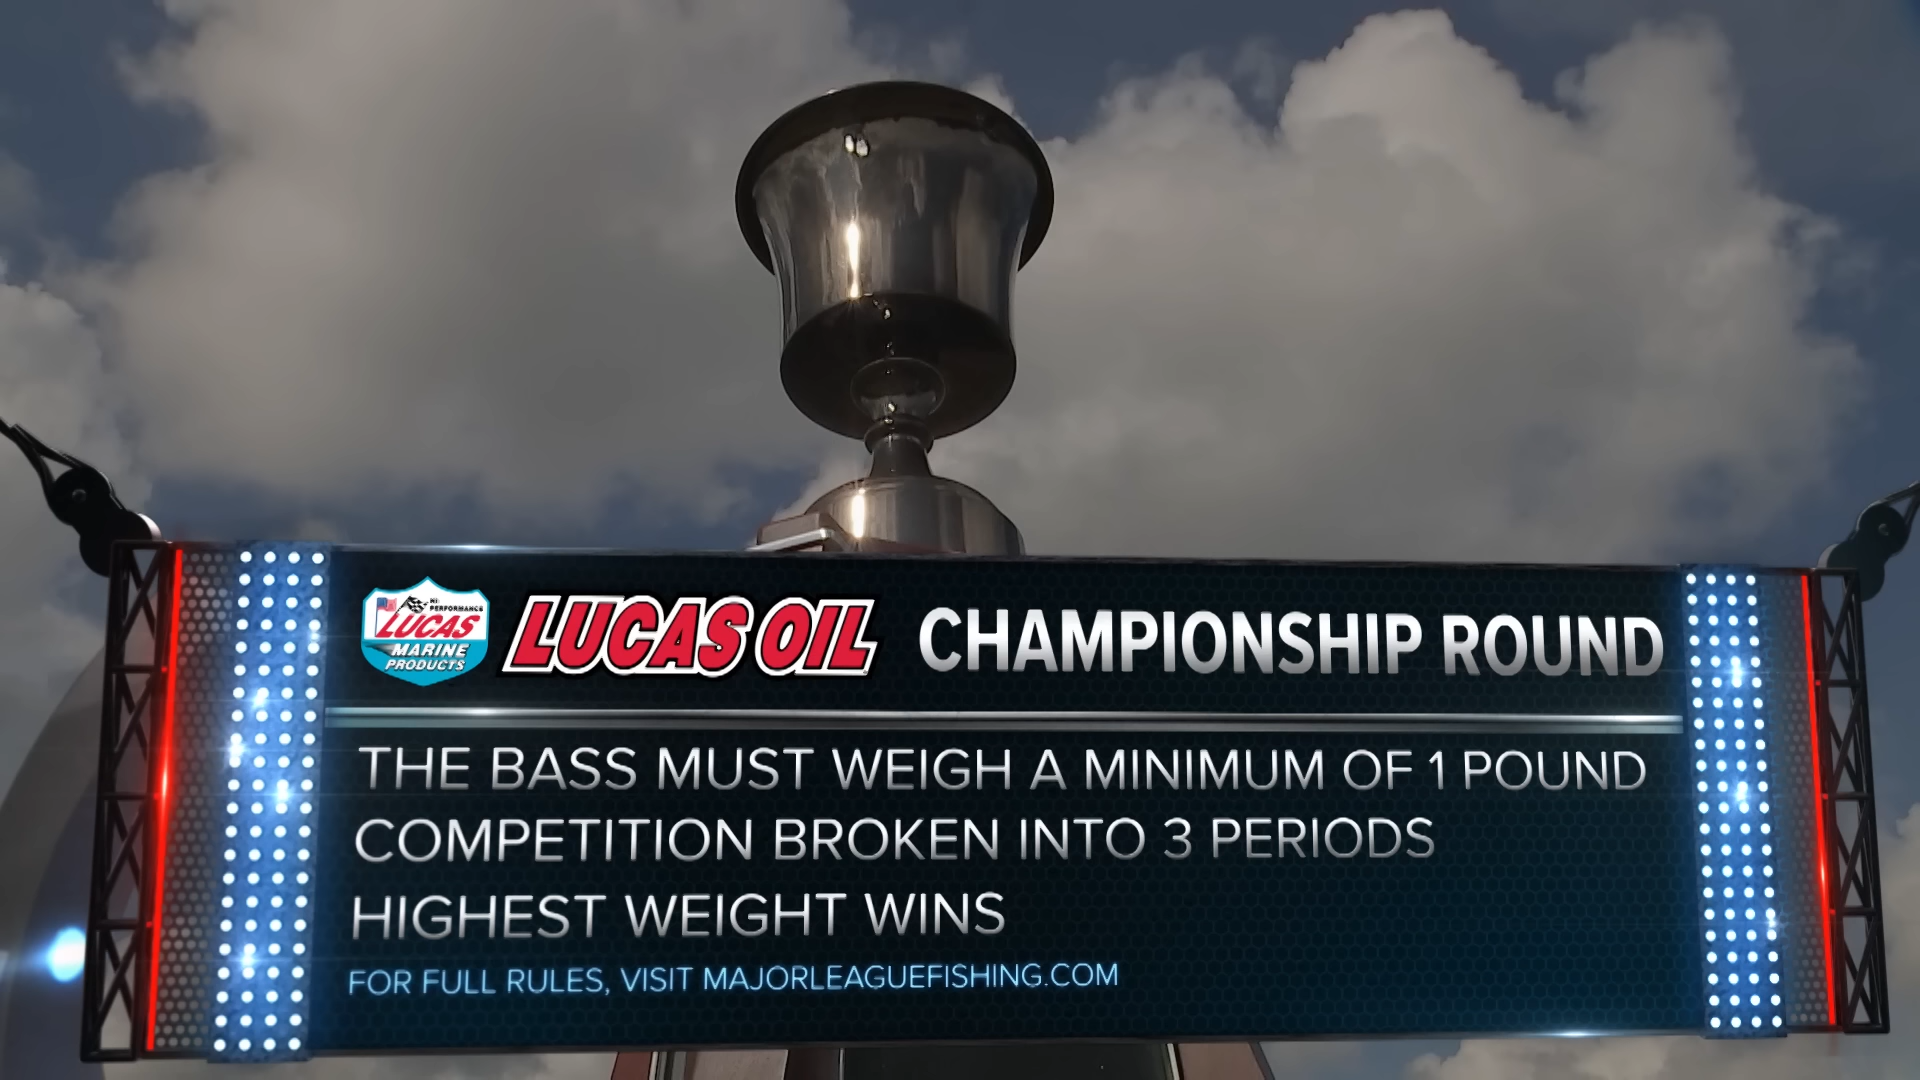 HI-PERFORMANCE
LUCAS
MARINE
PRODUCTS
LUCAS OIL CHAMPIONSHIP ROUND
THE BASS MUST WEIGH A MINIMUM OF 1 POUND
COMPETITION BROKEN INTO 3 PERIODS
HIGHEST WEIGHT WINS
FOR FULL RULES, VISIT MAJORLEAGUEFISHING.COM